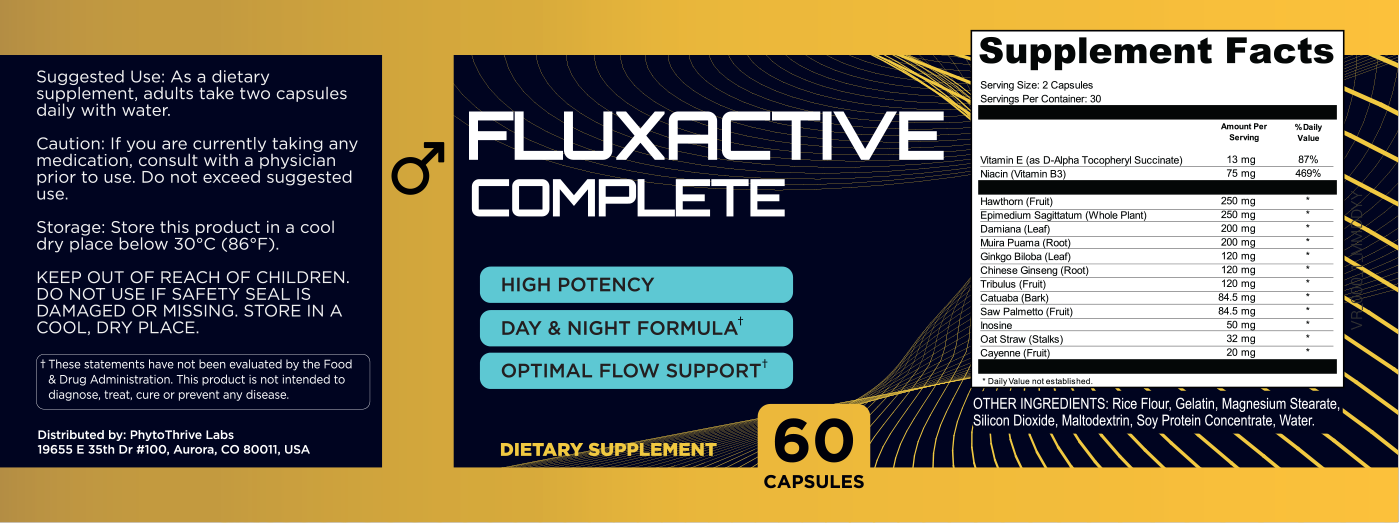 Suggested Use: As a dietary
supplement, adults take two capsules
daily with water.
Caution: If you are currently taking any
medication, consult with a physician
prior to use. Do not exceed suggested
use.
Storage: Store this product in a cool
dry place below 30°C (86°F).
KEEP OUT OF REACH OF CHILDREN.
DO NOT USE IF SAFETY SEAL IS
DAMAGED OR MISSING. STORE IN A
COOL, DRY PLACE.
† These statements have not been evaluated by the Food
& Drug Administration. This product is not intended to
diagnose, treat, cure or prevent any disease.
Distributed by: PhytoThrive Labs
19655 E 35th Dr #100, Aurora, CO 80011, USA
♂
FLUXACTIVE
COMPLETE
HIGH POTENCY
DAY & NIGHT FORMULA†
OPTIMAL FLOW SUPPORT†
DIETARY SUPPLEMENT
60
CAPSULES
Supplement Facts
Serving Size: 2 Capsules
Servings Per Container: 30
Amount Per Serving %Daily Value
Vitamin E (as D-Alpha Tocopheryl Succinate) 13 mg 87%
Niacin (Vitamin B3) 75 mg 469%
Hawthorn (Fruit) 250 mg *
Epimedium Sagittatum (Whole Plant) 250 mg *
Damiana (Leaf) 200 mg *
Muira Puama (Root) 200 mg *
Ginkgo Biloba (Leaf) 120 mg *
Chinese Ginseng (Root) 120 mg *
Tribulus (Fruit) 120 mg *
Catuaba (Bark) 84.5 mg *
Saw Palmetto (Fruit) 84.5 mg *
Inosine 50 mg *
Oat Straw (Stalks) 32 mg *
Cayenne (Fruit) 20 mg *
* Daily Value not established.
OTHER INGREDIENTS: Rice Flour, Gelatin, Magnesium Stearate,
Silicon Dioxide, Maltodextrin, Soy Protein Concentrate, Water.